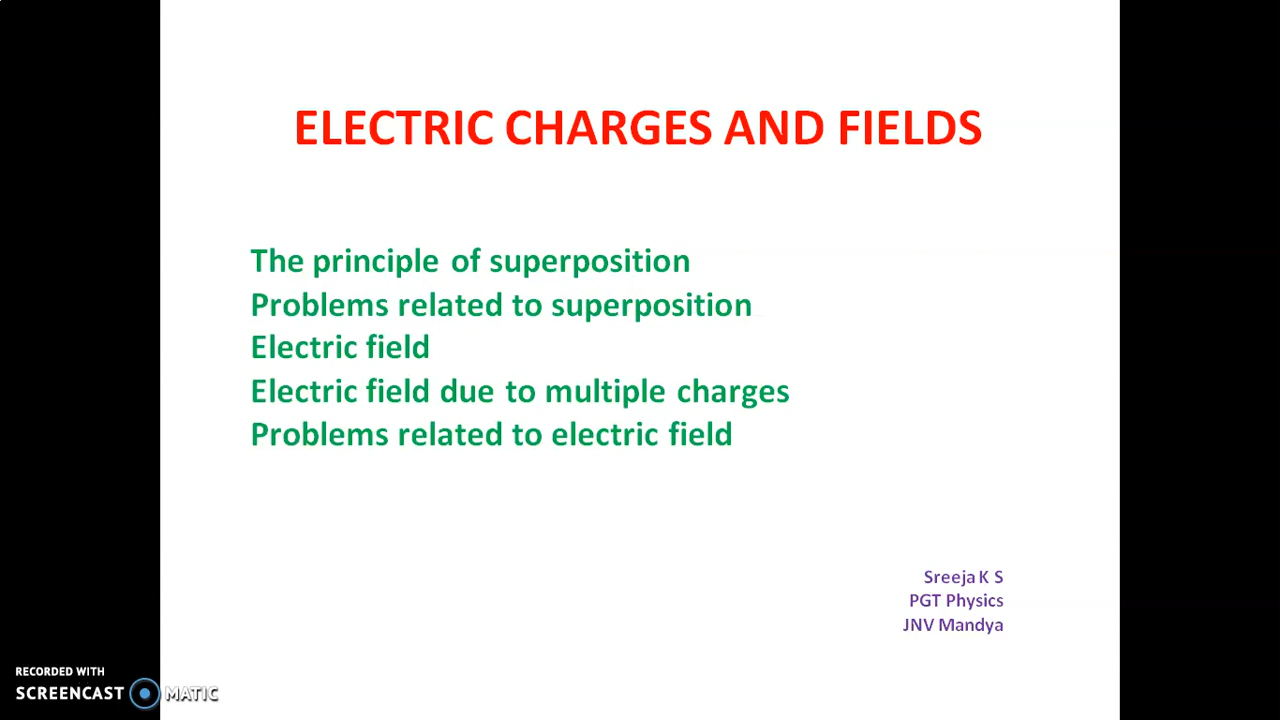 ELECTRIC CHARGES AND FIELDS
The principle of superposition
Problems related to superposition
Electric field
Electric field due to multiple charges
Problems related to electric field
Sreeja K S
PGT Physics
JNV Mandya
RECORDED WITH
SCREENCAST MATIC